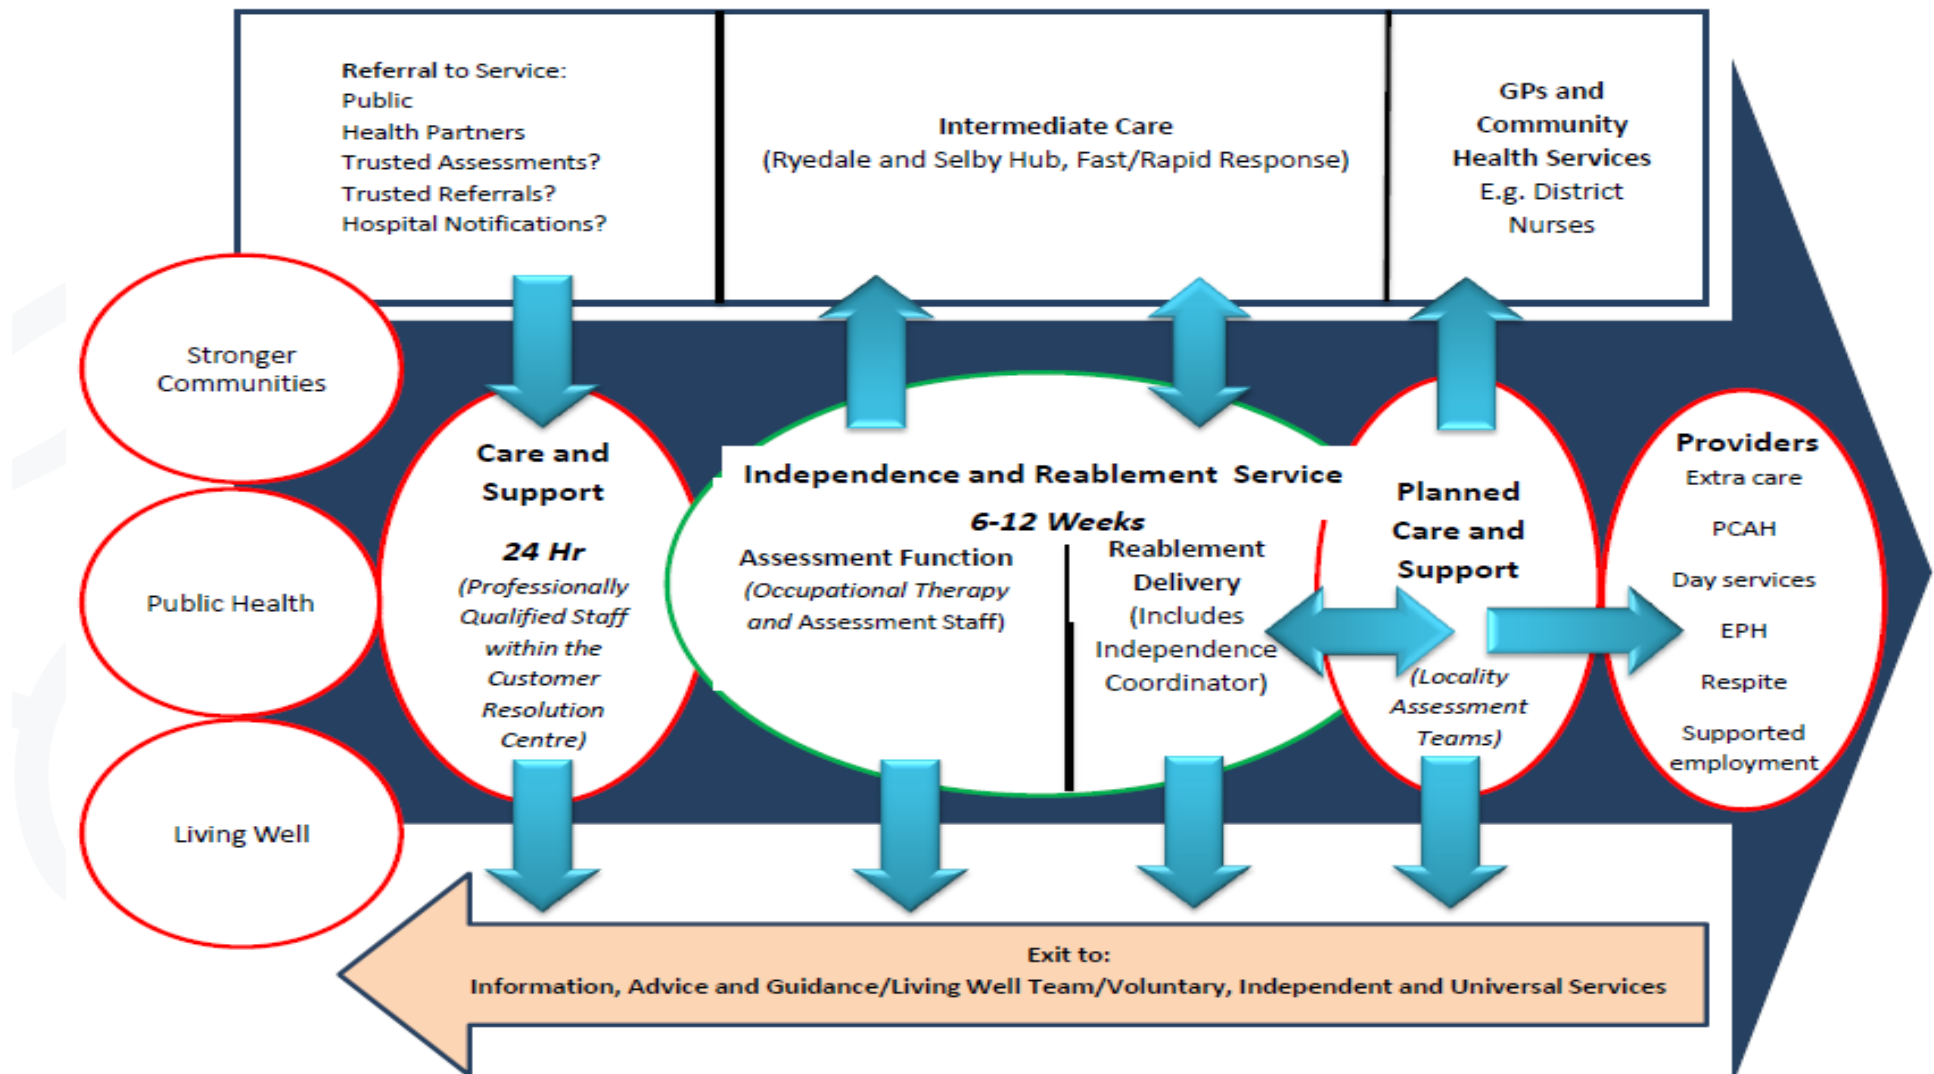 Referral to Service:
Public
Health Partners
Trusted Assessments?
Trusted Referrals?
Hospital Notifications?
Intermediate Care
(Ryedale and Selby Hub, Fast/Rapid Response)
GPs and
Community
Health Services
E.g. District
Nurses
Stronger
Communities
Public Health
Living Well
Care and
Support
24 Hr
(Professionally
Qualified Staff
within the
Customer
Resolution
Centre)
Independence and Reablement Service
6-12 Weeks
Assessment Function
(Occupational Therapy
and Assessment Staff)
Reablement
Delivery
(Includes
Independence
Coordinator)
Planned
Care and
Support
(Locality
Assessment
Teams)
Providers
Extra care
PCAH
Day services
EPH
Respite
Supported
employment
Exit to:
Information, Advice and Guidance/Living Well Team/Voluntary, Independent and Universal Services